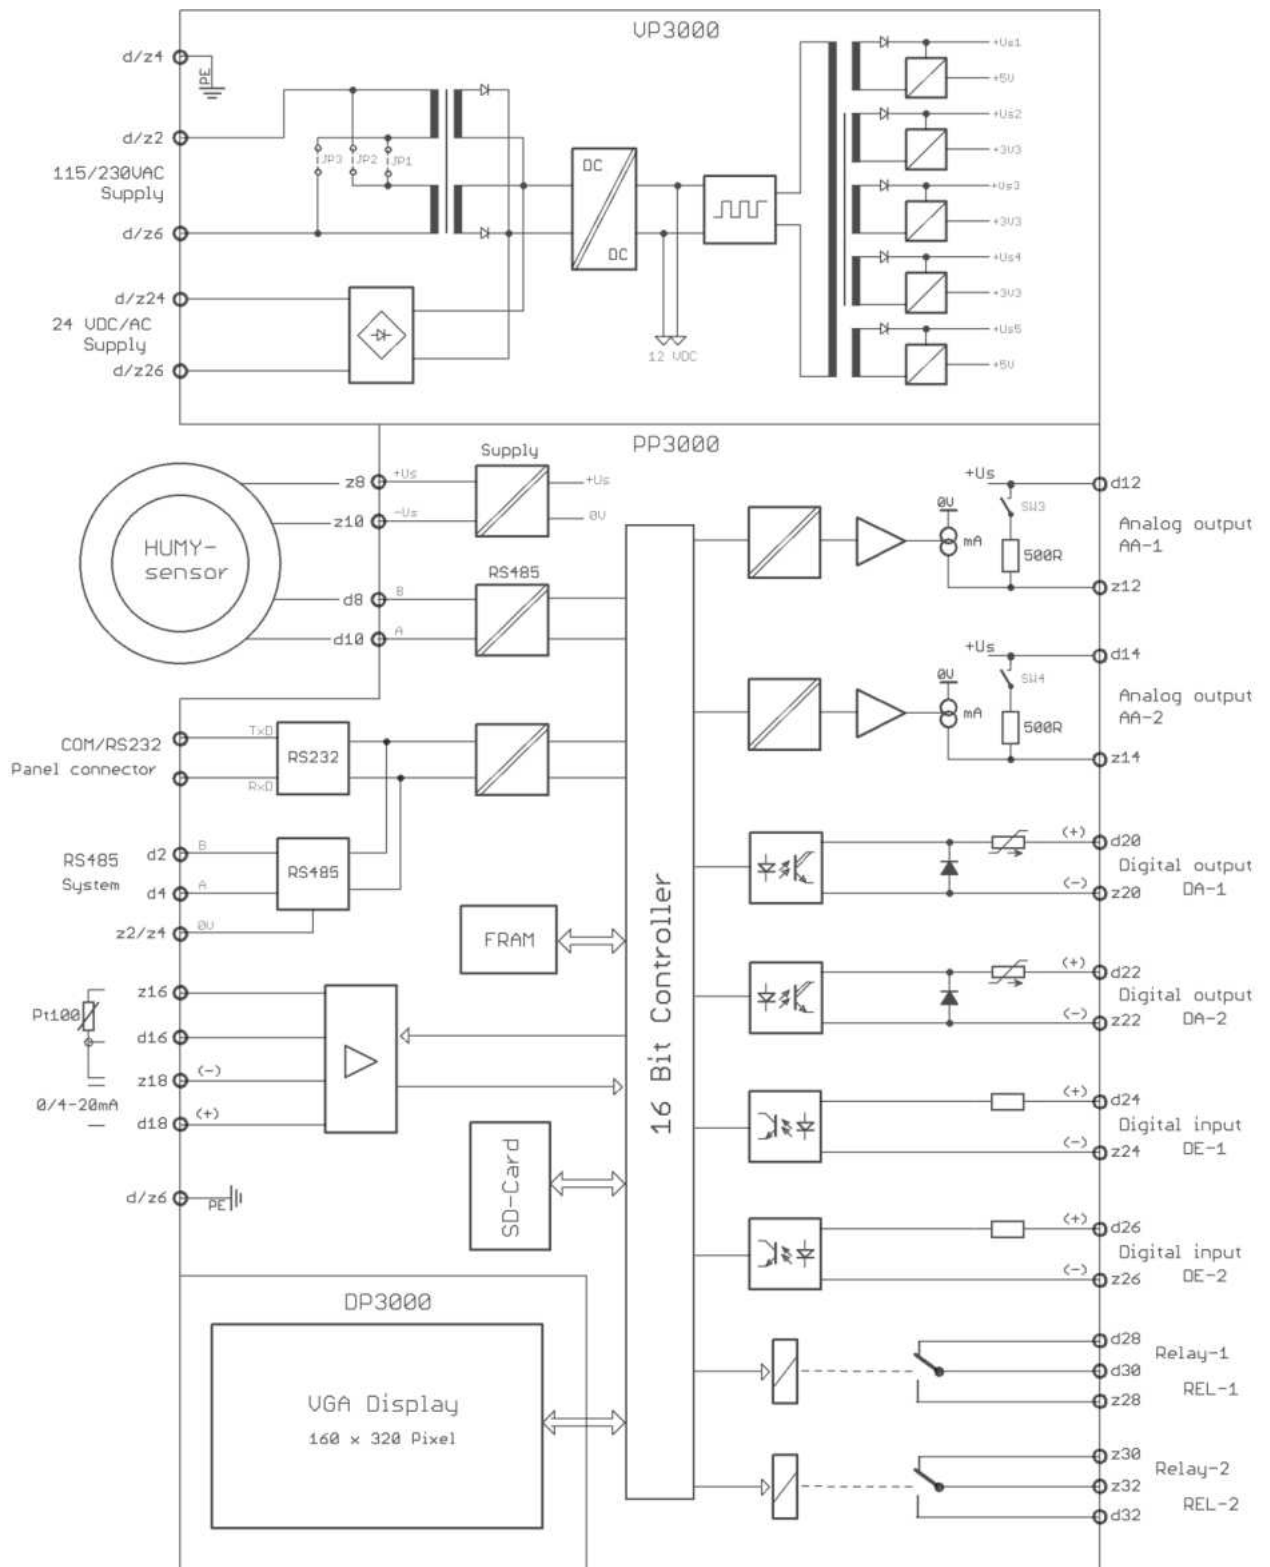 VP3000
d/z4
PE
d/z2
115/230VAC
Supply
JP3
JP2
JP1
d/z6
d/z24
24 VDC/AC
Supply
d/z26
DC
DC
12 VDC
+Us1
+5V
+Us2
+3V3
+Us3
+3V3
+Us4
+3V3
+Us5
+5V
PP3000
HUMY-
sensor
z8
+Us
z10
-Us
Supply
+Us
0V
d8
B
d10
A
RS485
COM/RS232
Panel connector
TxD
RxD
RS232
RS485
System
d2
B
d4
A
z2/z4
0V
RS485
FRAM
Pt100
z16
d16
z18
(-)
0/4-20mA
d18
(+)
d/z6
PE
SD-Card
16 Bit Controller
DP3000
VGA Display
160 x 320 Pixel
+Us
0V
mA
SW3
500R
d12
Analog output
AA-1
z12
+Us
0V
mA
SW4
500R
d14
Analog output
AA-2
z14
(+)
d20
Digital output
DA-1
(-)
z20
(+)
d22
Digital output
DA-2
(-)
z22
(+)
d24
Digital input
DE-1
(-)
z24
(+)
d26
Digital input
DE-2
(-)
z26
d28
Relay-1
d30
REL-1
z28
z30
Relay-2
z32
REL-2
d32